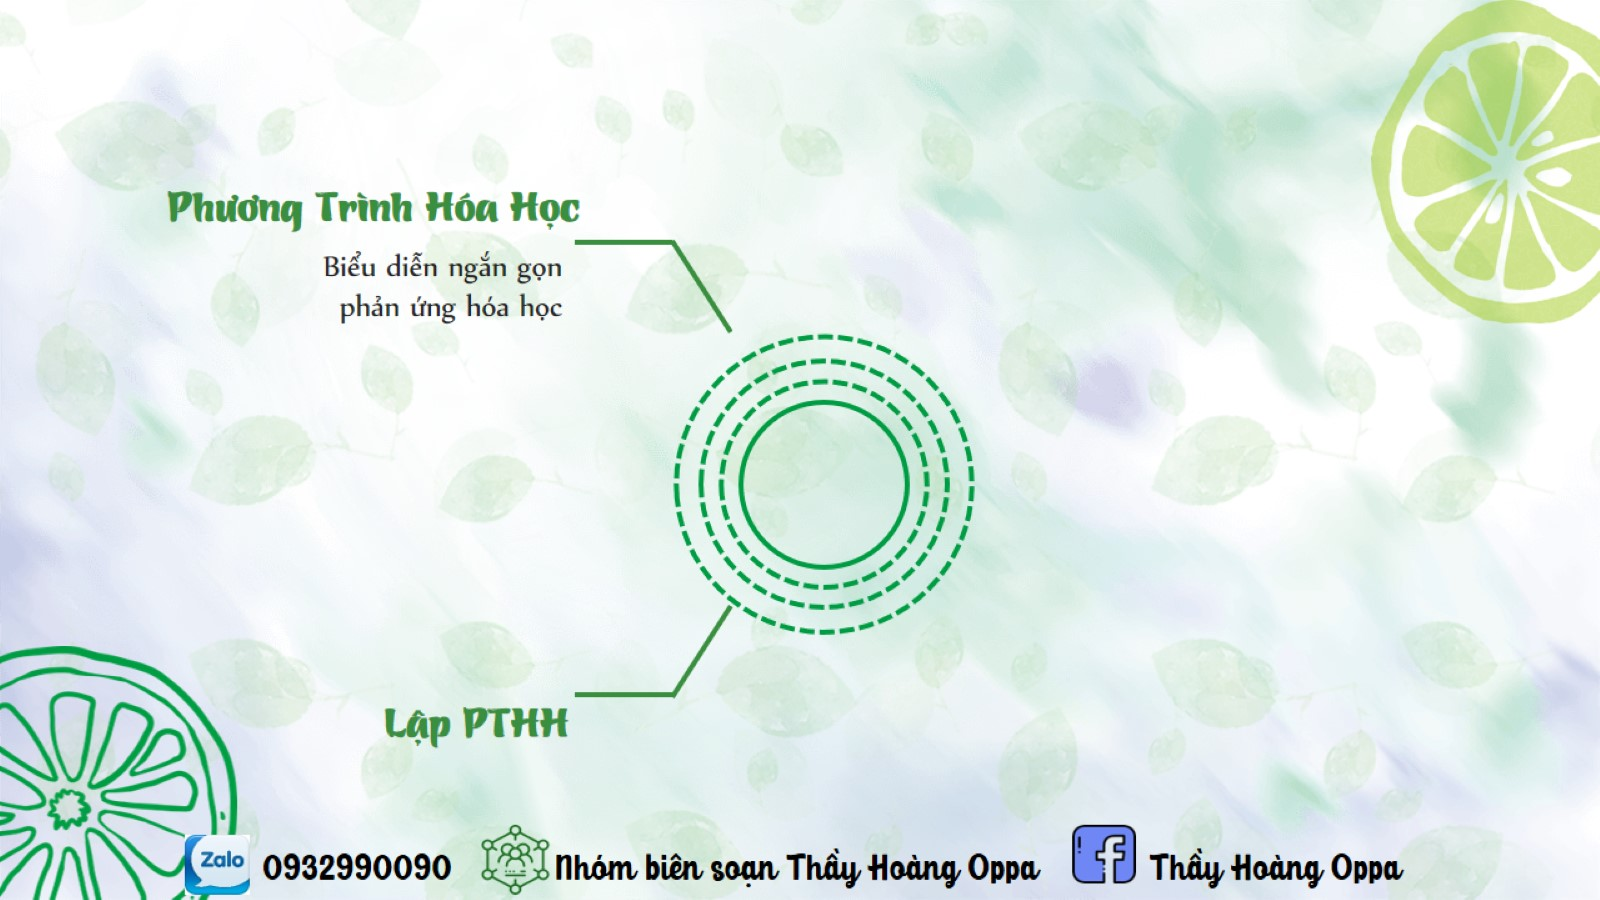 Phương Trình Hóa Học
Biểu diễn ngắn gọn
phản ứng hóa học
Lập PTHH
Zalo
0932990090
Nhóm biên soạn Thầy Hoàng Oppa
Thầy Hoàng Oppa